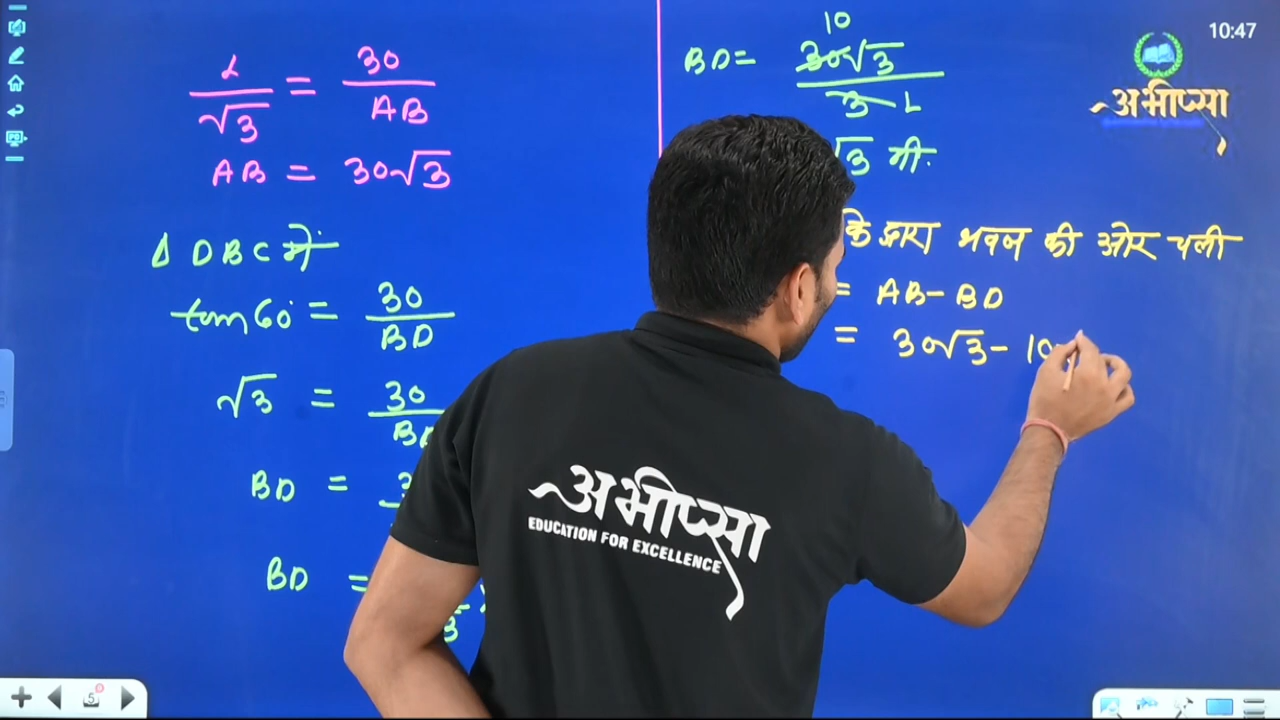 10:47
अभीप्सा
1/√3 = 30/AB
AB = 30√3
Δ DBC में
tan 60° = 30/BD
√3 = 30/BD
BD =
BD =
10
BD = 30√3/3 1
√3 मी.
के द्वारा भवन की ओर चली
= AB - BD
= 30√3 - 10
अभीप्सा
EDUCATION FOR EXCELLENCE
5